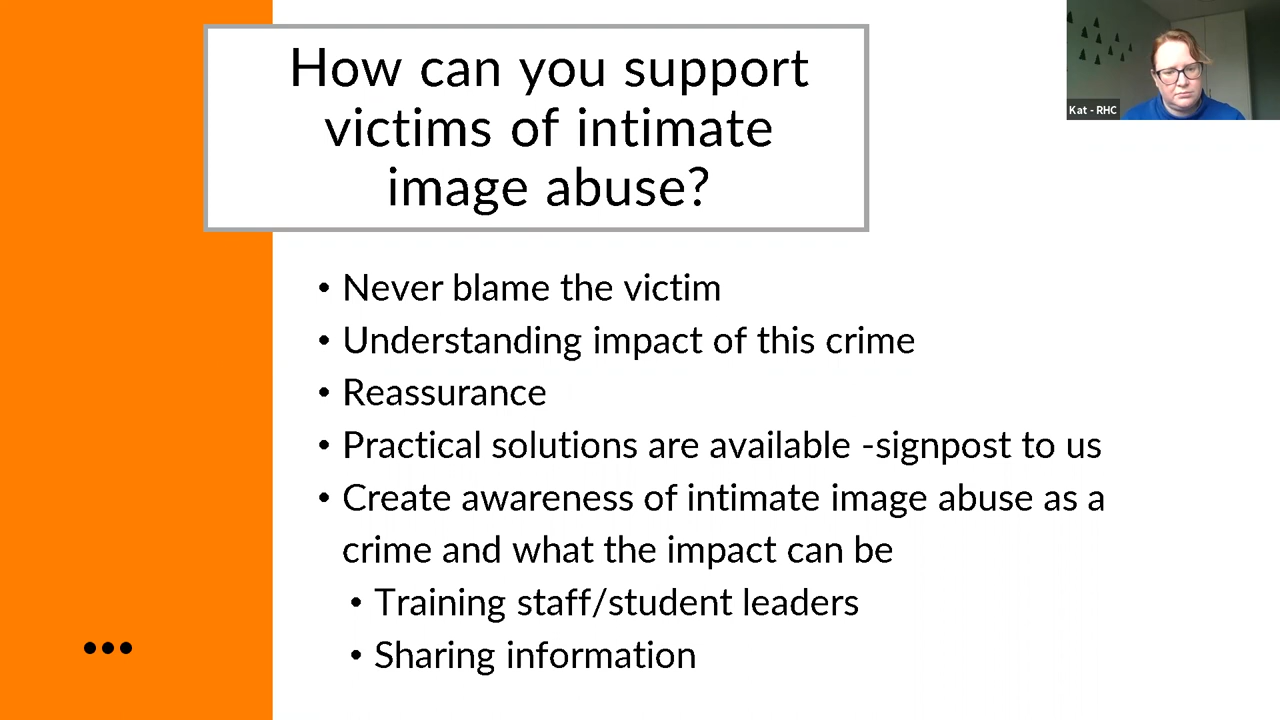 How can you support
victims of intimate
image abuse?
Kat - RHC
• Never blame the victim
• Understanding impact of this crime
• Reassurance
• Practical solutions are available -signpost to us
• Create awareness of intimate image abuse as a
crime and what the impact can be
• Training staff/student leaders
• Sharing information